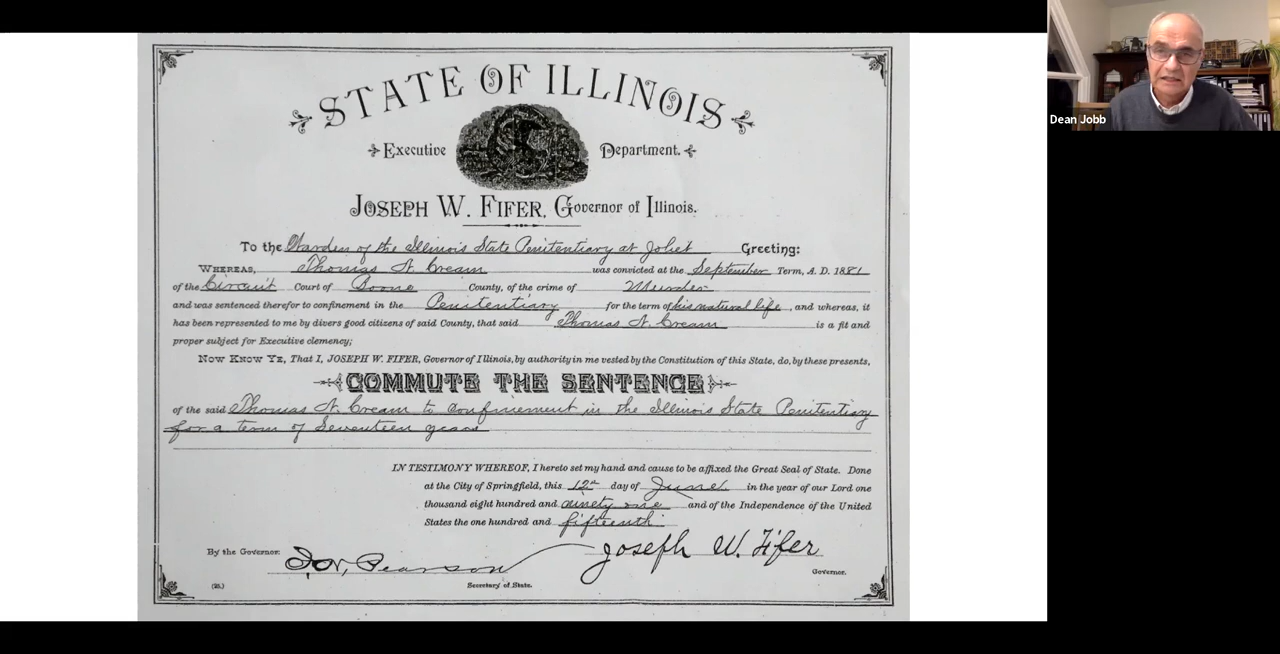 STATE OF ILLINOIS
Executive Department.
JOSEPH W. FIFER, Governor of Illinois.
To the Warden of the Illinois State Penitentiary at Joliet Greeting:
WHEREAS, Thomas N. Cream was convicted at the September Term, A. D. 1881
of the Circuit Court of Boone County, of the crime of Murder
and was sentenced therefor to confinement in the Penitentiary for the term of his natural life, and whereas, it
has been represented to me by divers good citizens of said County, that said Thomas N. Cream is a fit and
proper subject for Executive clemency;
NOW KNOW YE, That I, JOSEPH W. FIFER, Governor of Illinois, by authority in me vested by the Constitution of this State, do, by these presents,
COMMUTE THE SENTENCE
of the said Thomas N. Cream to confinement in the Illinois State Penitentiary
for a term of Seventeen years
IN TESTIMONY WHEREOF, I hereto set my hand and cause to be affixed the Great Seal of State. Done
at the City of Springfield, this 12th day of June in the year of our Lord one
thousand eight hundred and ninety one and of the Independence of the United
States the one hundred and fifteenth
By the Governor: I. N. Pearson Joseph W. Fifer
Secretary of State. Governor.
Dean Jobb